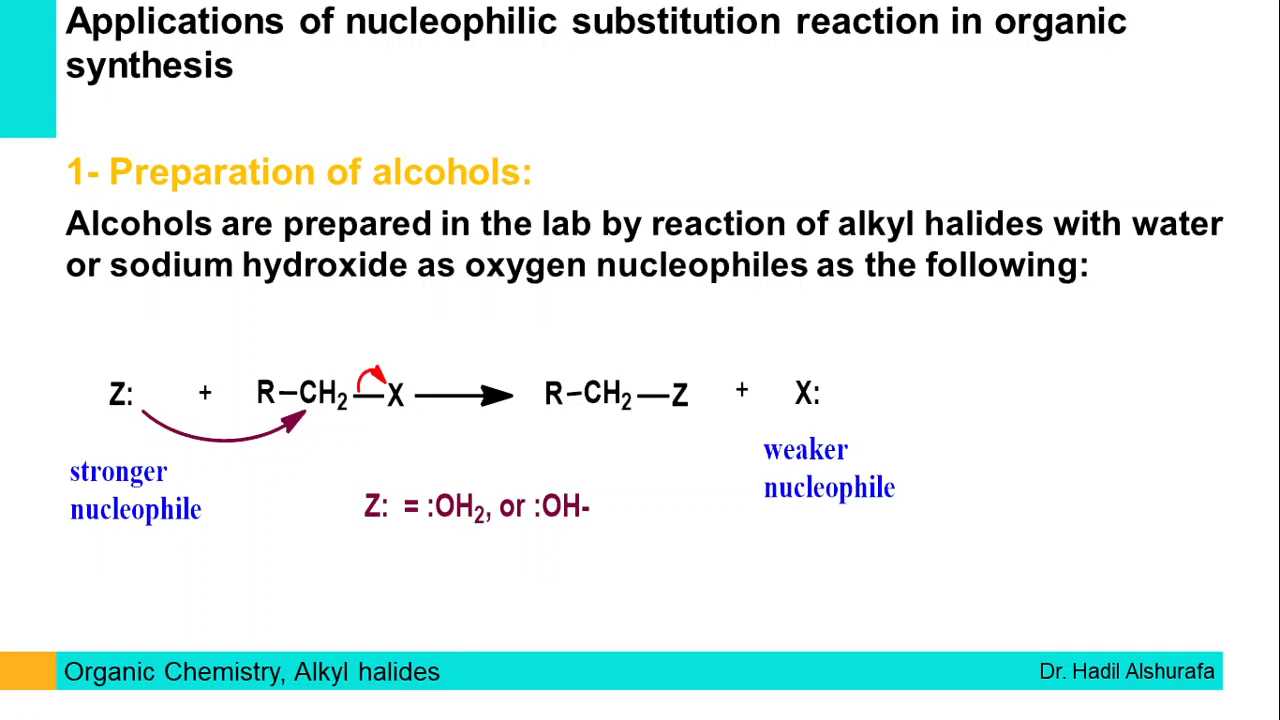 Applications of nucleophilic substitution reaction in organic
synthesis
1- Preparation of alcohols:
Alcohols are prepared in the lab by reaction of alkyl halides with water
or sodium hydroxide as oxygen nucleophiles as the following:
Z: + R–CH₂—X R–CH₂—Z + X:
stronger
nucleophile
weaker
nucleophile
Z: = :OH₂, or :OH-
Organic Chemistry, Alkyl halides
Dr. Hadil Alshurafa